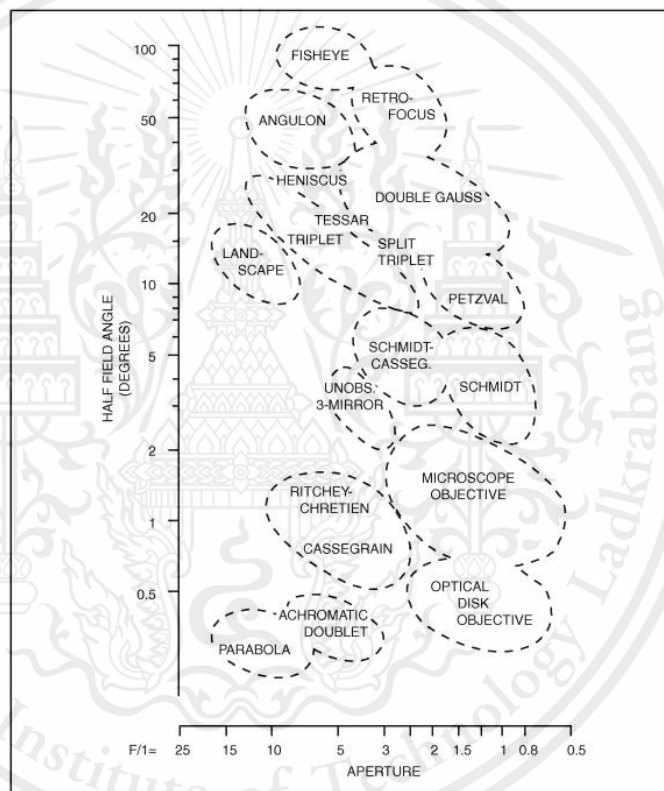 100
FISHEYE
RETRO-
FOCUS
50
ANGULON
HENISCUS
DOUBLE GAUSS
20
TESSAR
TRIPLET
SPLIT
TRIPLET
LAND-
SCAPE
10
PETZVAL
HALF FIELD ANGLE
(DEGREES)
5
SCHMIDT-
CASSEG.
SCHMIDT
UNOBS.
3-MIRROR
2
MICROSCOPE
OBJECTIVE
RITCHEY-
CHRETIEN
1
CASSEGRAIN
0.5
OPTICAL
DISK
OBJECTIVE
ACHROMATIC
DOUBLET
PARABOLA
F/1= 25 15 10 5 3 2 1.5 1 0.8 0.5
APERTURE
Institute of Technology Ladkrabang